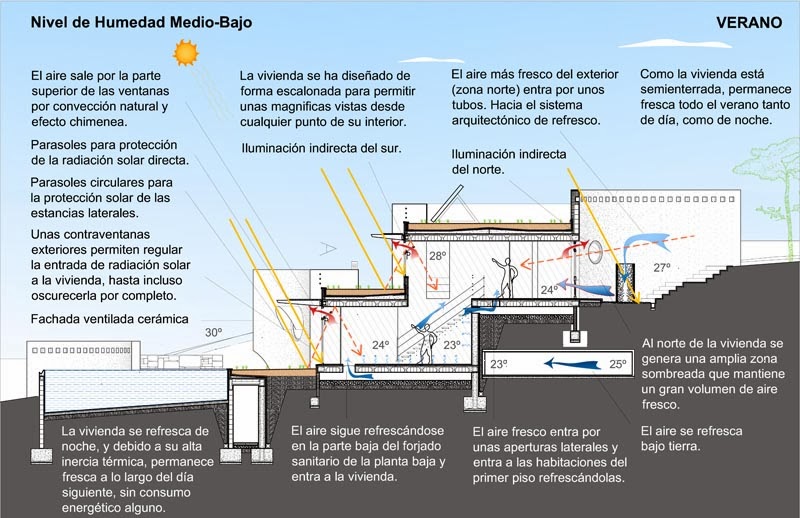 Nivel de Humedad Medio-Bajo
VERANO
El aire sale por la parte
superior de las ventanas
por convección natural y
efecto chimenea.
Parasoles para protección
de la radiación solar directa.
Parasoles circulares para
la protección solar de las
estancias laterales.
Unas contraventanas
exteriores permiten regular
la entrada de radiación solar
a la vivienda, hasta incluso
oscurecerla por completo.
Fachada ventilada cerámica
La vivienda se ha diseñado de
forma escalonada para permitir
unas magnificas vistas desde
cualquier punto de su interior.
Iluminación indirecta del sur.
El aire más fresco del exterior
(zona norte) entra por unos
tubos. Hacia el sistema
arquitectónico de refresco.
Iluminación indirecta
del norte.
Como la vivienda está
semienterrada, permanece
fresca todo el verano tanto
de día, como de noche.
28º
27º
24º
30º
24º
22º
23º
23º
25º
Al norte de la vivienda se
genera una amplia zona
sombreada que mantiene
un gran volumen de aire
fresco.
La vivienda se refresca de
noche, y debido a su alta
inercia térmica, permanece
fresca a lo largo del día
siguiente, sin consumo
energético alguno.
El aire sigue refrescándose
en la parte baja del forjado
sanitario de la planta baja y
entra a la vivienda.
El aire fresco entra por
unas aperturas laterales y
entra a las habitaciones del
primer piso refrescándolas.
El aire se refresca
bajo tierra.